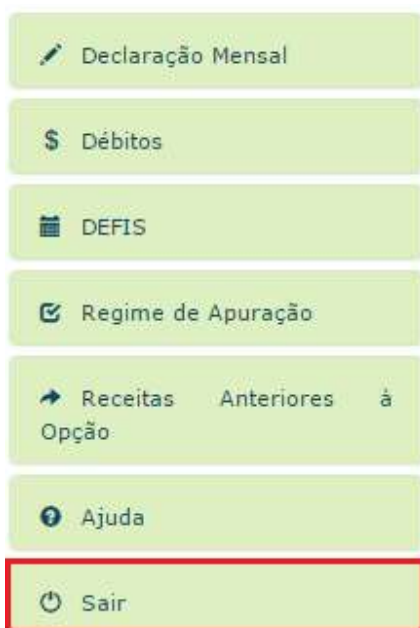 Declaração Mensal
$ Débitos
DEFIS
Regime de Apuração
Receitas Anteriores à
Opção
Ajuda
Sair